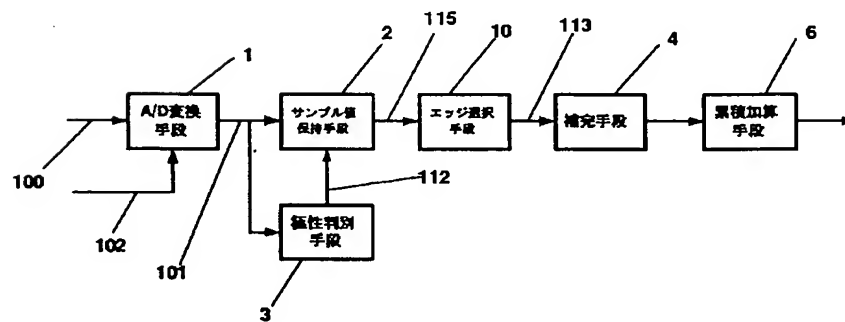 1
2
115
10
113
4
6
A/D変換
手段
サンプル値
保持手段
エッジ選択
手段
補完手段
累積加算
手段
100
102
101
112
極性判別
手段
3